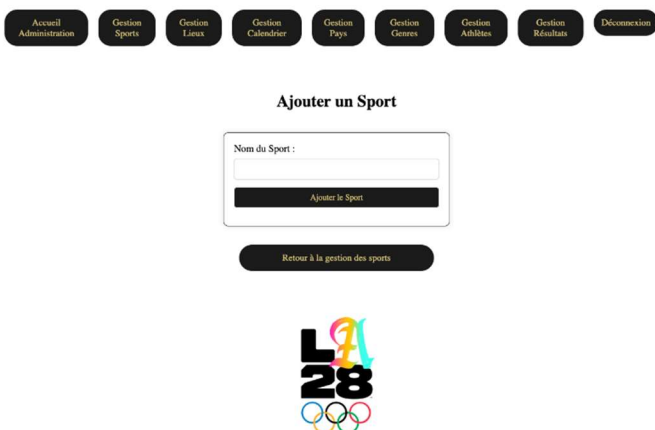 Accueil
Administration
Gestion
Sports
Gestion
Lieux
Gestion
Calendrier
Gestion
Pays
Gestion
Genres
Gestion
Athlètes
Gestion
Résultats
Déconnexion
Ajouter un Sport
Nom du Sport :
Ajouter le Sport
Retour à la gestion des sports
LA
28